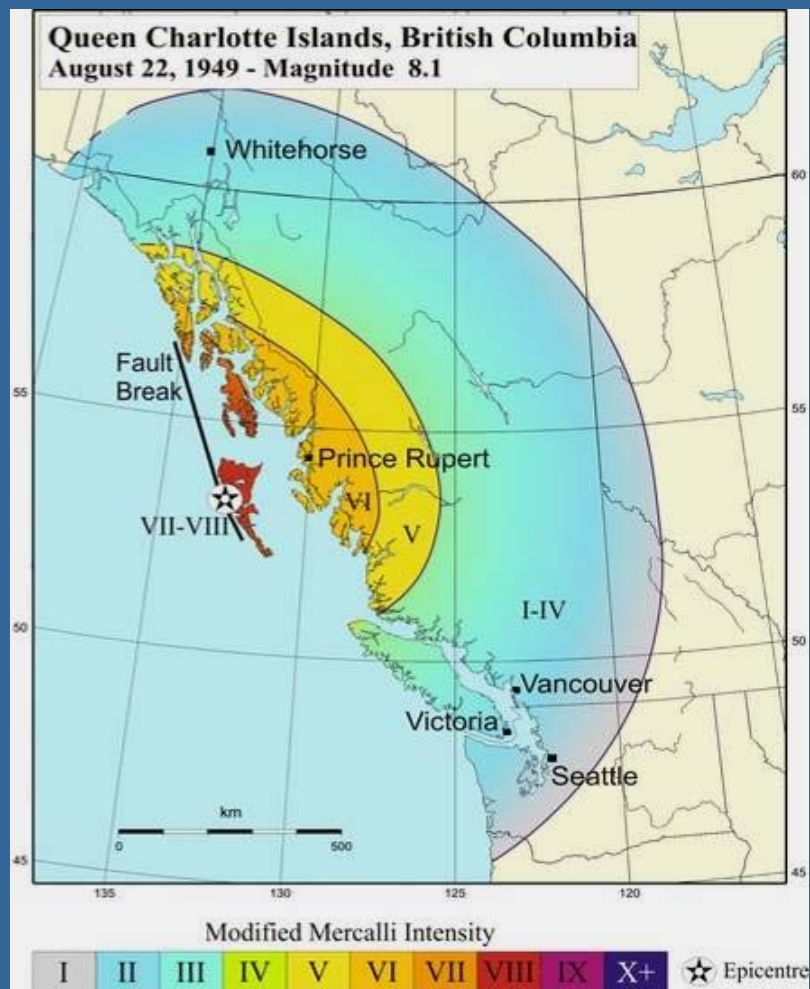 Queen Charlotte Islands, British Columbia
August 22, 1949 - Magnitude 8.1
Whitehorse
60
Fault
Break
55
55
Prince Rupert
VI
VII-VIII
V
I-IV
50
50
Vancouver
Victoria
Seattle
km
0
500
45
45
135
130
125
120
Modified Mercalli Intensity
I
II
III
IV
V
VI
VII
VIII
IX
X+
Epicentre